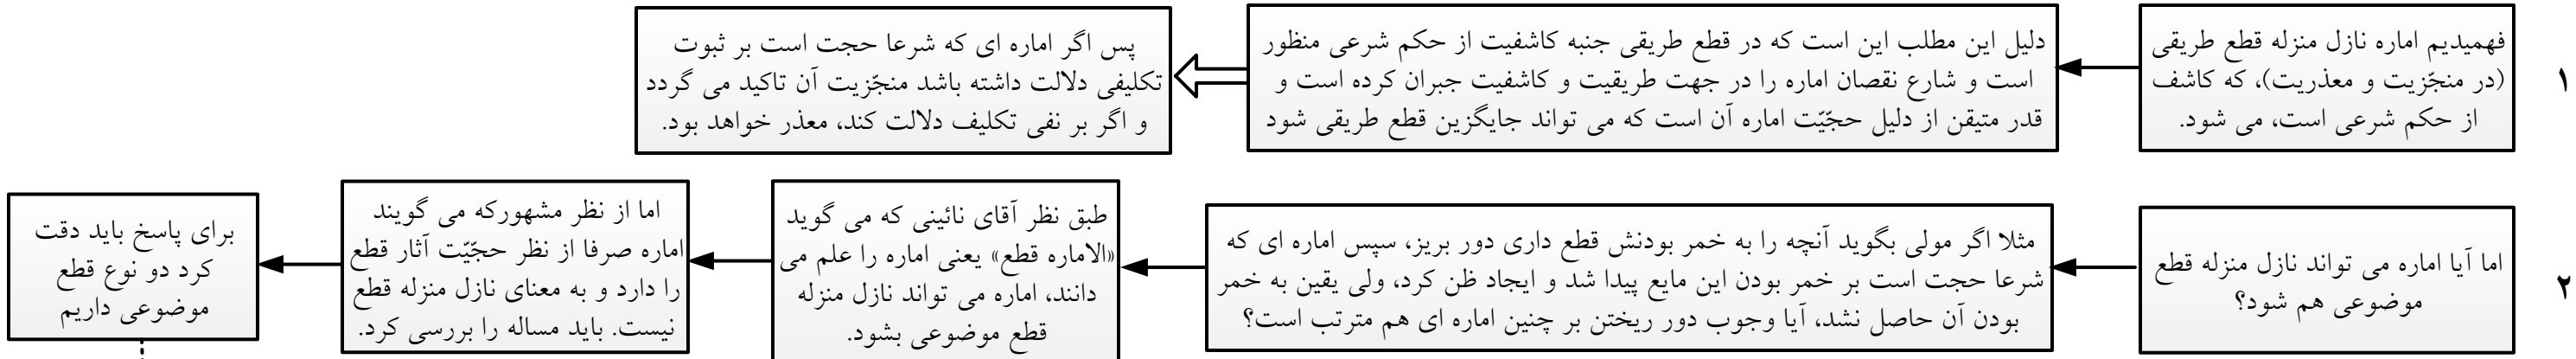 ۱
فهمیدیم اماره نازل منزله قطع طریقی
است (در منجّزیت و معذریت)، که کاشف
از حکم شرعی است، می شود.
دلیل این مطلب این است که در قطع طریقی جنبه کاشفیت از حکم شرعی منظور
است و شارع نقصان اماره را در جهت طریقیت و کاشفیت جبران کرده است و
قدر متیقن از دلیل حجیّت اماره آن است که می تواند جایگزین قطع طریقی شود
پس اگر اماره ای که شرعا حجت است بر ثبوت
تکلیفی دلالت داشته باشد منجّزیت آن تاکید می گردد
و اگر بر نفی تکلیف دلالت کند، معذر خواهد بود.
۲
اما آیا اماره می تواند نازل منزله قطع
موضوعی هم شود؟
مثلا اگر مولی بگوید آنچه را به خمر بودنش قطع داری دور بریز، سپس اماره ای که
شرعا حجت است بر خمر بودن این مایع پیدا شد و ایجاد ظن کرد، ولی یقین به خمر
بودن آن حاصل نشد، آیا وجوب دور ریختن بر چنین اماره ای هم مترتب است؟
طبق نظر آقای نائینی که می گوید
«الاماره قطع» یعنی اماره را علم می
دانند، اماره می تواند نازل منزله
قطع موضوعی بشود.
اما از نظر مشهورکه می گویند
اماره صرفا از نظر حجیّت آثار قطع
را دارد و به معنای نازل منزله قطع
نیست. باید مساله را بررسی کرد.
برای پاسخ باید دقت
کرد دو نوع قطع
موضوعی داریم